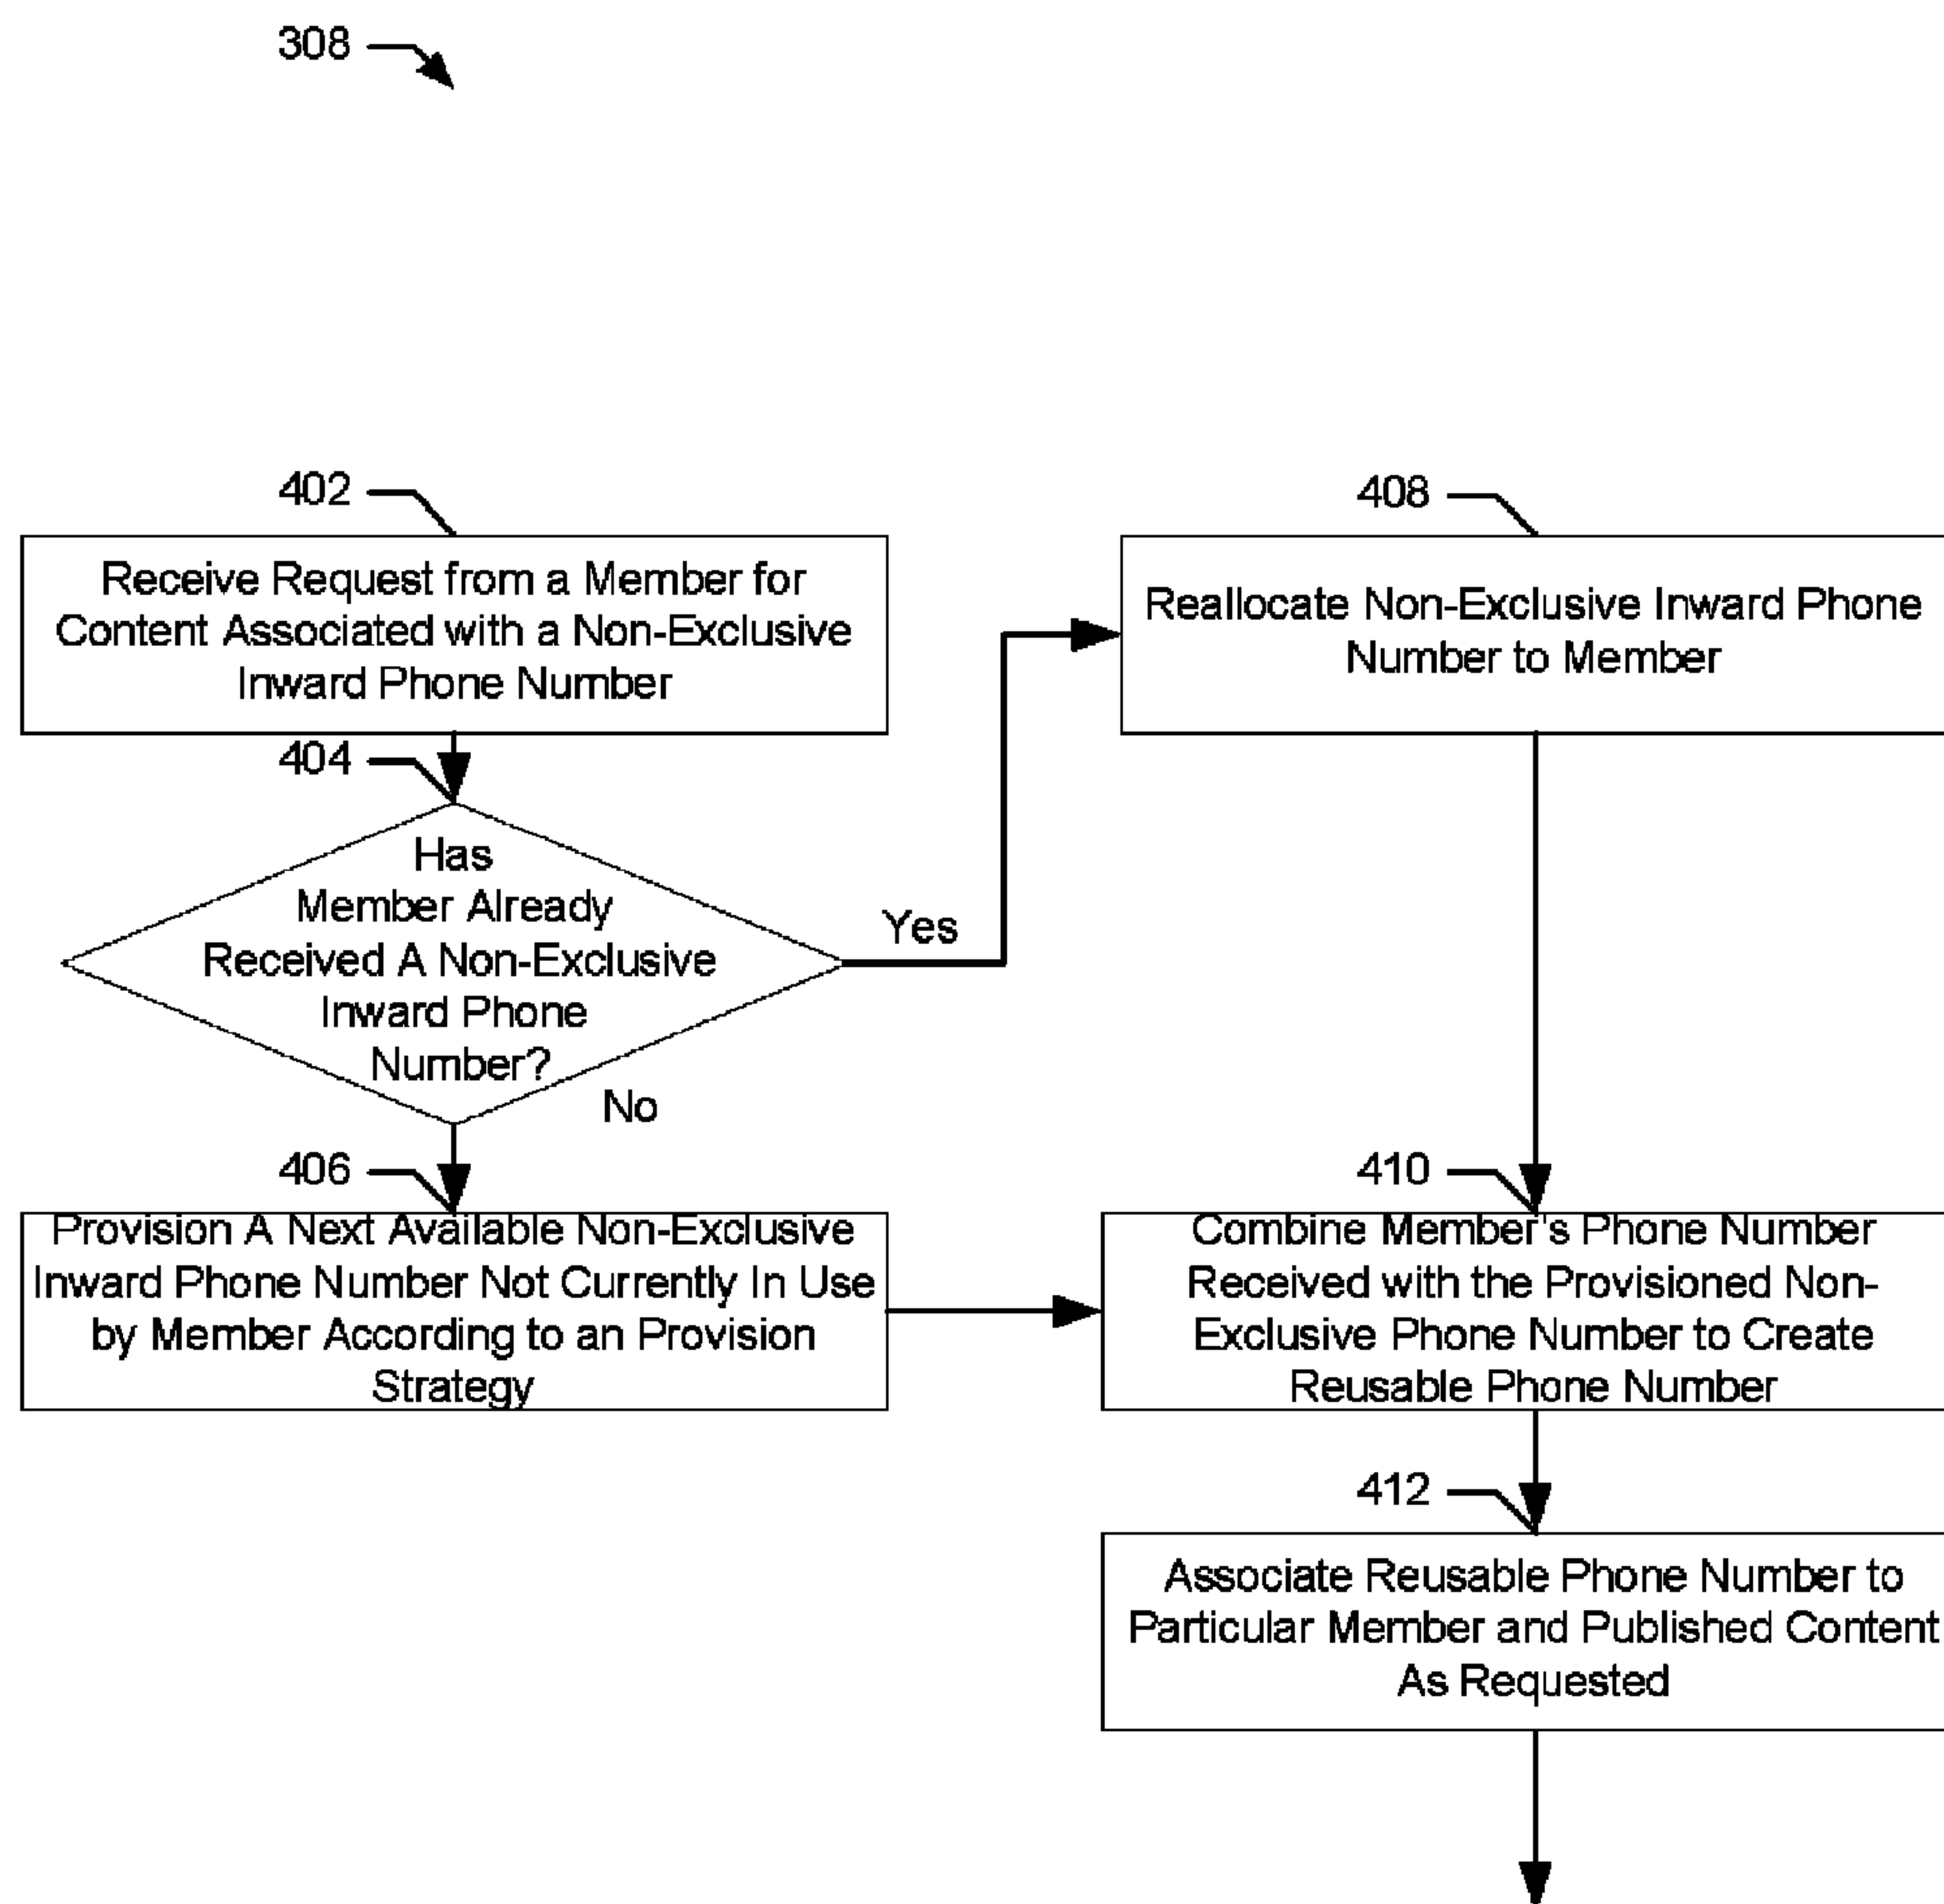 308
402
Receive Request from a Member for
Content Associated with a Non-Exclusive
Inward Phone Number
404
Has
Member Already
Received A Non-Exclusive
Inward Phone
Number?
Yes
No
406
Provision A Next Available Non-Exclusive
Inward Phone Number Not Currently In Use
by Member According to an Provision
Strategy
408
Reallocate Non-Exclusive Inward Phone
Number to Member
410
Combine Member's Phone Number
Received with the Provisioned Non-
Exclusive Phone Number to Create
Reusable Phone Number
412
Associate Reusable Phone Number to
Particular Member and Published Content
As Requested